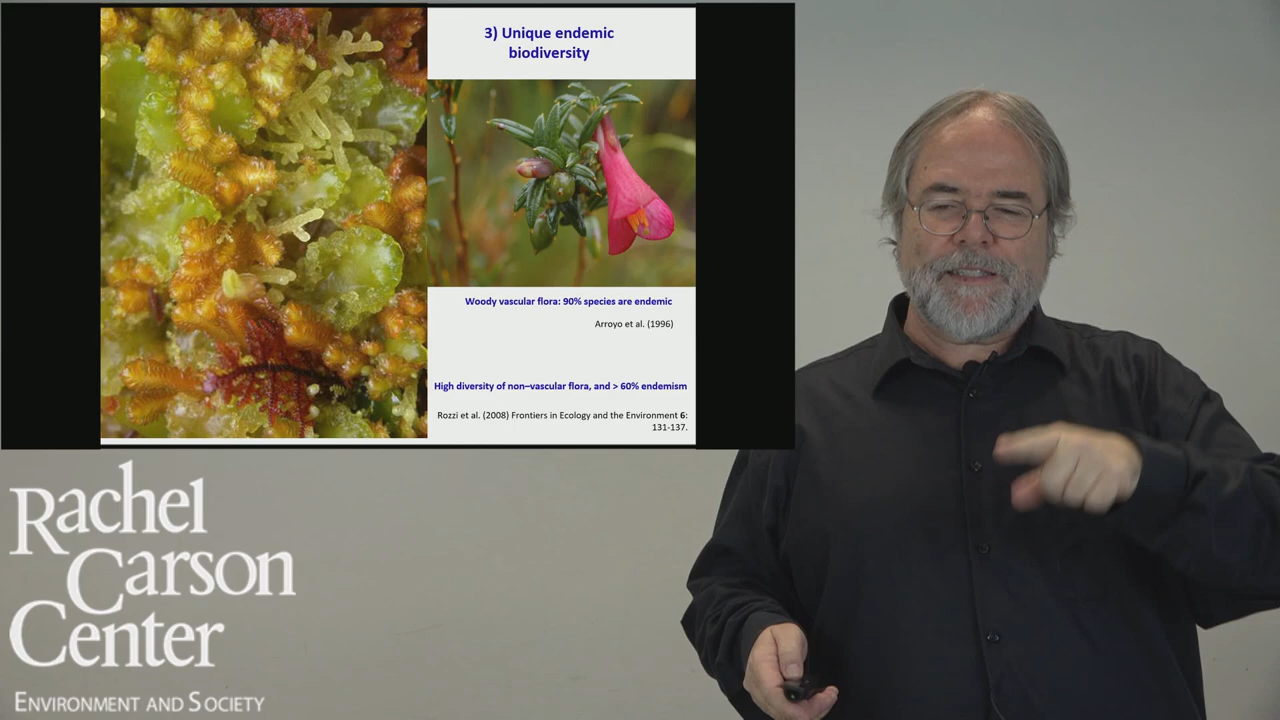 3) Unique endemic
biodiversity
Woody vascular flora: 90% species are endemic
Arroyo et al. (1996)
High diversity of non–vascular flora, and > 60% endemism
Rozzi et al. (2008) Frontiers in Ecology and the Environment 6:
131-137.
Rachel
Carson
Center
Environment and Society